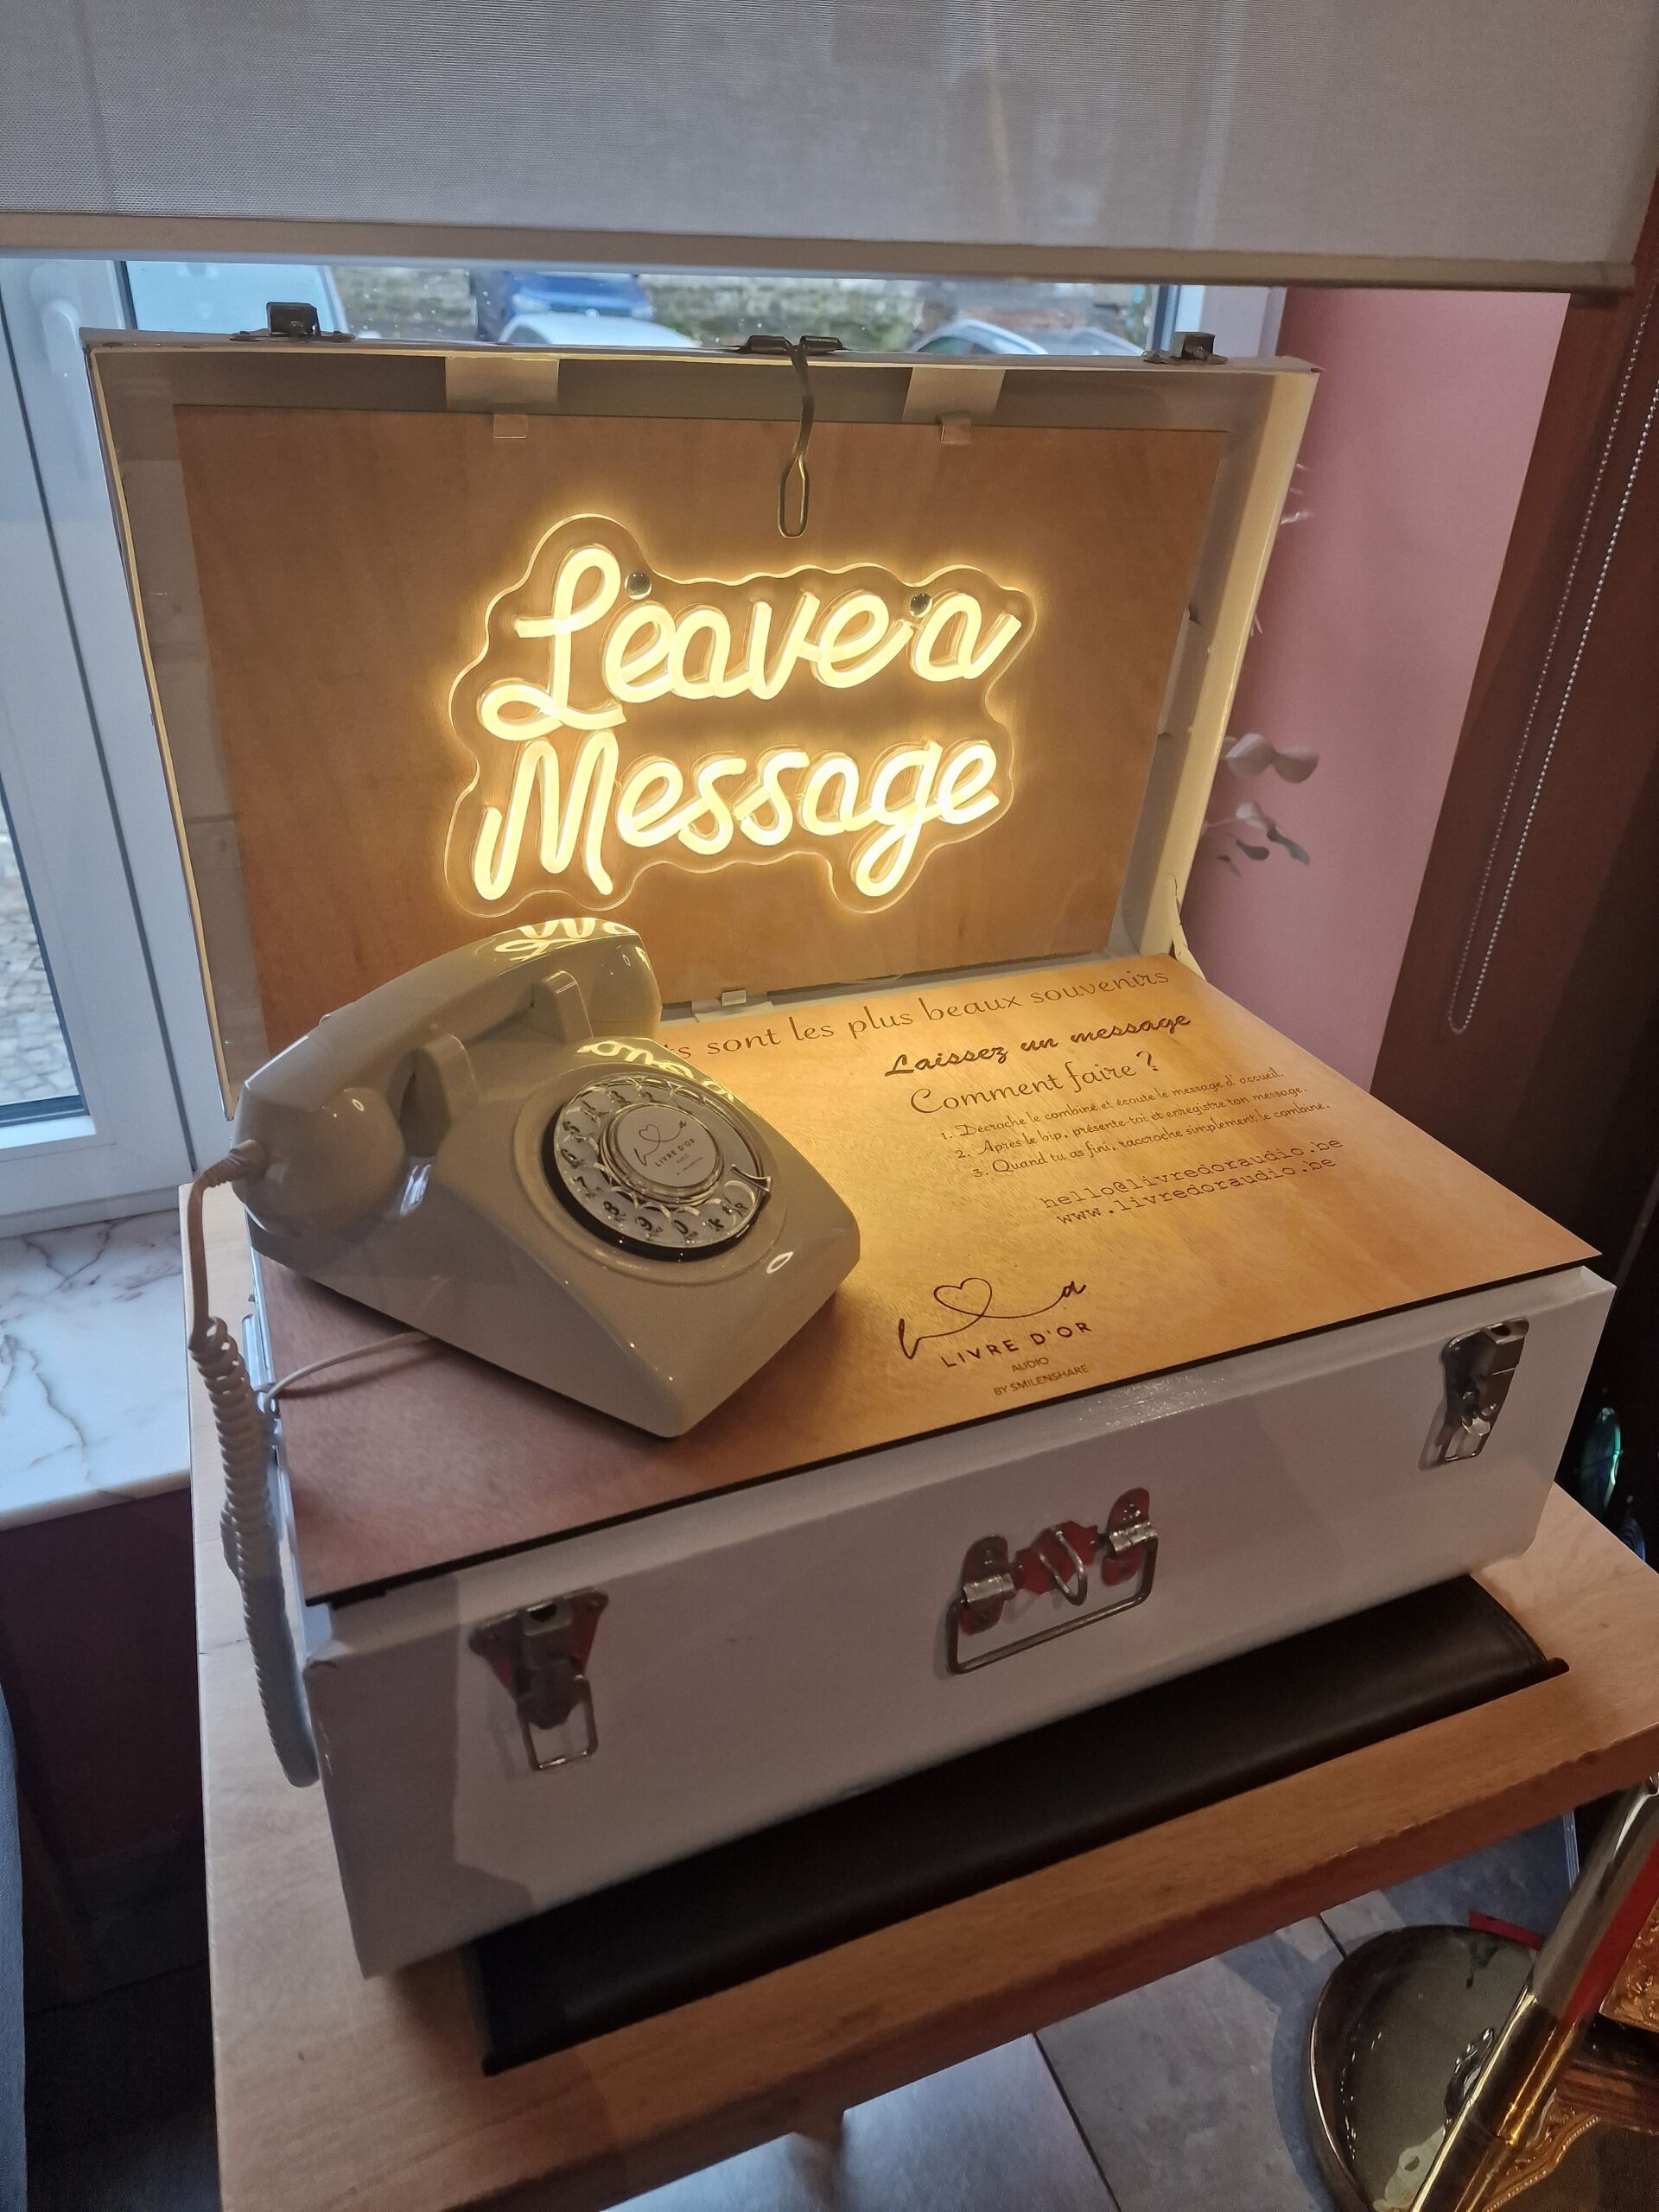 Leave a
Message
sont les plus beaux souvenirs
Laissez un message
Comment faire ?
1. Décroche le combiné et écoute le message d'accueil.
2. Après le bip, présente-toi et enregistre ton message.
3. Quand tu as fini, raccroche simplement le combiné.
hello@livredoraudio.be
www.livredoraudio.be
LIVRE D'OR
AUDIO
BY SMILENSHARE
LIVRE D'OR